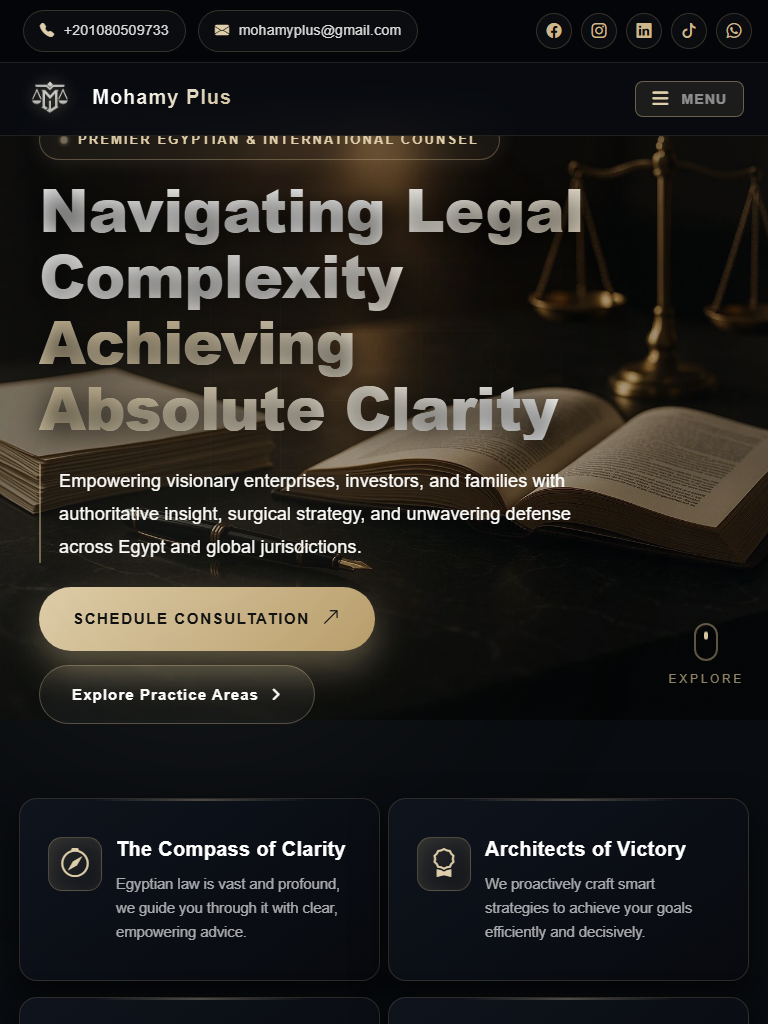 +201080509733
mohamyplus@gmail.com
Mohamy Plus
MENU
PREMIER EGYPTIAN & INTERNATIONAL COUNSEL
Navigating Legal
Complexity
Achieving
Absolute Clarity
Empowering visionary enterprises, investors, and families with
authoritative insight, surgical strategy, and unwavering defense
across Egypt and global jurisdictions.
SCHEDULE CONSULTATION
Explore Practice Areas
EXPLORE
The Compass of Clarity
Egyptian law is vast and profound,
we guide you through it with clear,
empowering advice.
Architects of Victory
We proactively craft smart
strategies to achieve your goals
efficiently and decisively.